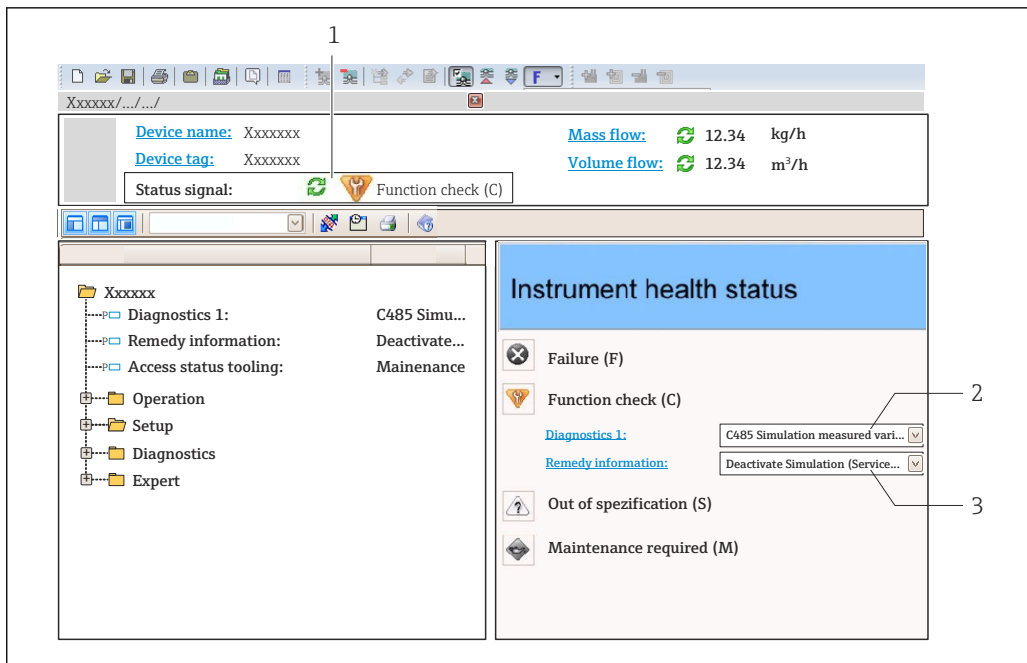 1
F
Xxxxxx/.../.../
Device name: Xxxxxxx Mass flow: 12.34 kg/h
Device tag: Xxxxxxx Volume flow: 12.34 m³/h
Status signal: Function check (C)
Xxxxxx
P Diagnostics 1: C485 Simu...
P Remedy information: Deactivate...
P Access status tooling: Mainenance
Operation
Setup
Diagnostics
Expert
Instrument health status
Failure (F)
Function check (C)
Diagnostics 1: C485 Simulation measured vari... 2
Remedy information: Deactivate Simulation (Service... 3
Out of spezification (S)
Maintenance required (M)